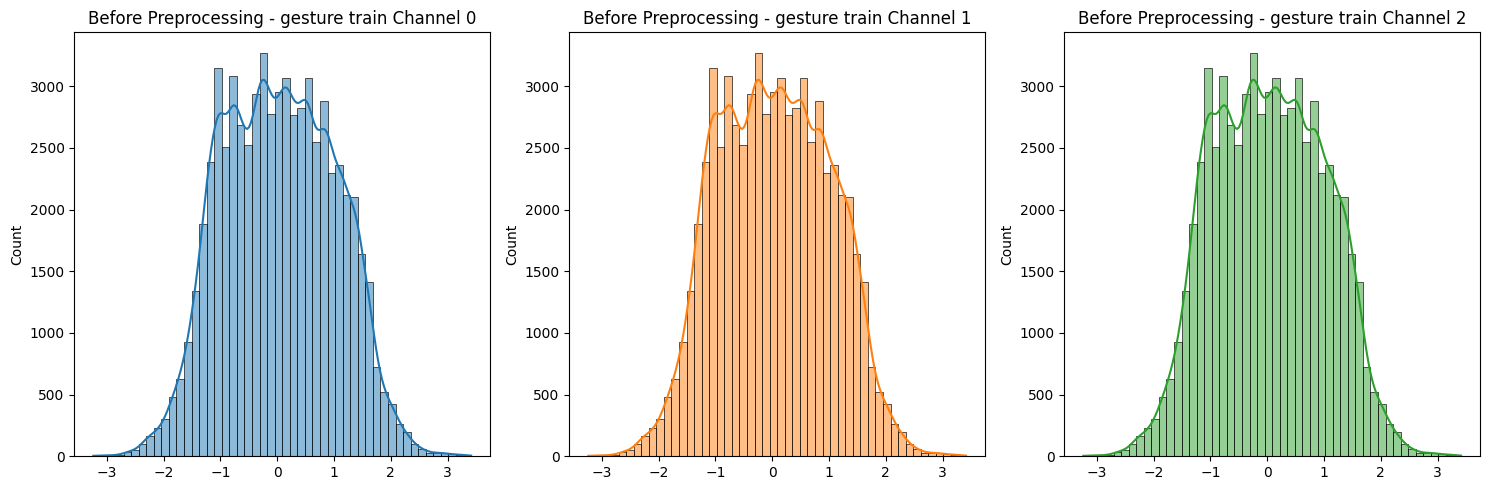 Before Preprocessing - gesture train Channel 0
Before Preprocessing - gesture train Channel 1
Before Preprocessing - gesture train Channel 2
Count
3000
2500
2000
1500
1000
500
0
−3 −2 −1 0 1 2 3
Count
3000
2500
2000
1500
1000
500
0
−3 −2 −1 0 1 2 3
Count
3000
2500
2000
1500
1000
500
0
−3 −2 −1 0 1 2 3